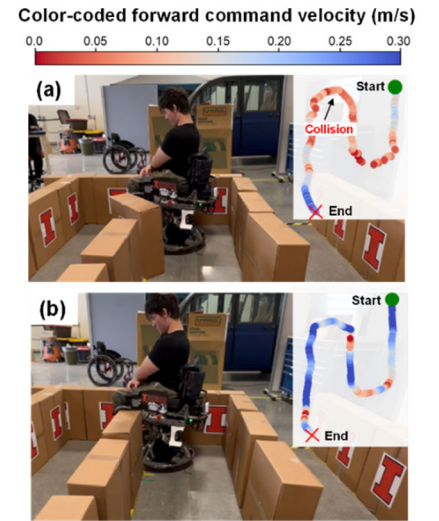 Color-coded forward command velocity (m/s)
0.0 0.05 0.10 0.15 0.20 0.25 0.30
(a)
Start
Collision
End
I I I I
(b)
Start
End
I I I I